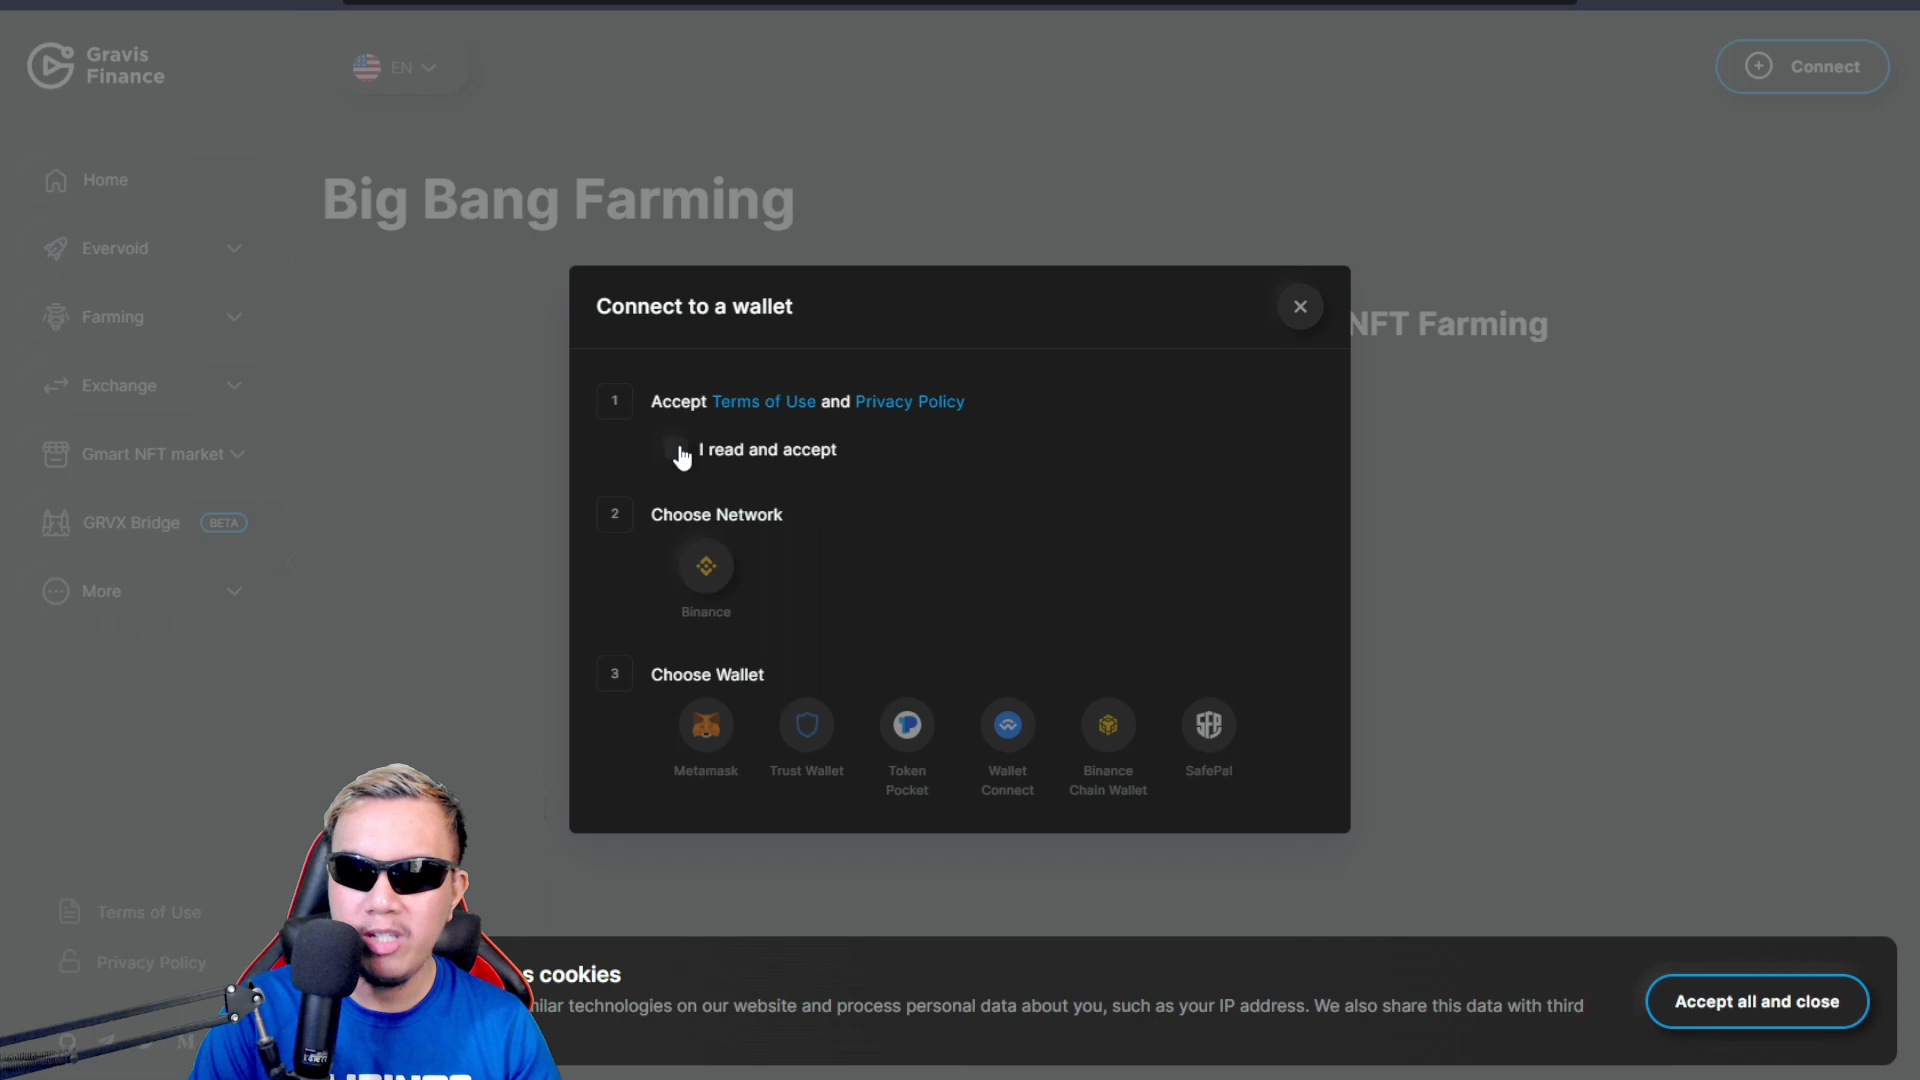 Gravis
Finance
EN
Connect
Home
Evervoid
Farming
Exchange
Gmart NFT market
GRVX Bridge BETA
More
Big Bang Farming
NFT Farming
Connect to a wallet
1 Accept Terms of Use and Privacy Policy
I read and accept
2 Choose Network
Binance
3 Choose Wallet
Metamask
Trust Wallet
Token
Pocket
Wallet
Connect
Binance
Chain Wallet
SafePal
Terms of Use
Privacy Policy
s cookies
technologies on our website and process personal data about you, such as your IP address. We also share this data with third
Accept all and close